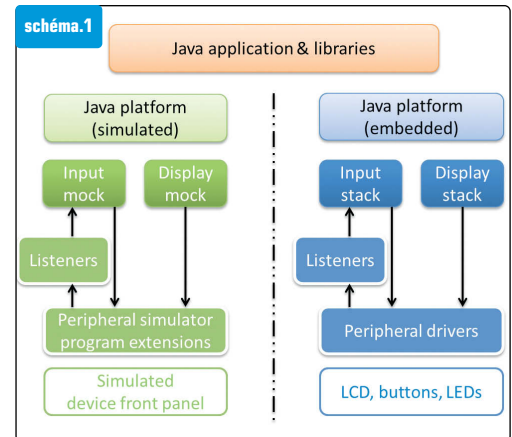 schéma.1
Java application & libraries
Java platform
(simulated)
Input
mock
Display
mock
Listeners
Peripheral simulator
program extensions
Simulated
device front panel
Java platform
(embedded)
Input
stack
Display
stack
Listeners
Peripheral drivers
LCD, buttons, LEDs